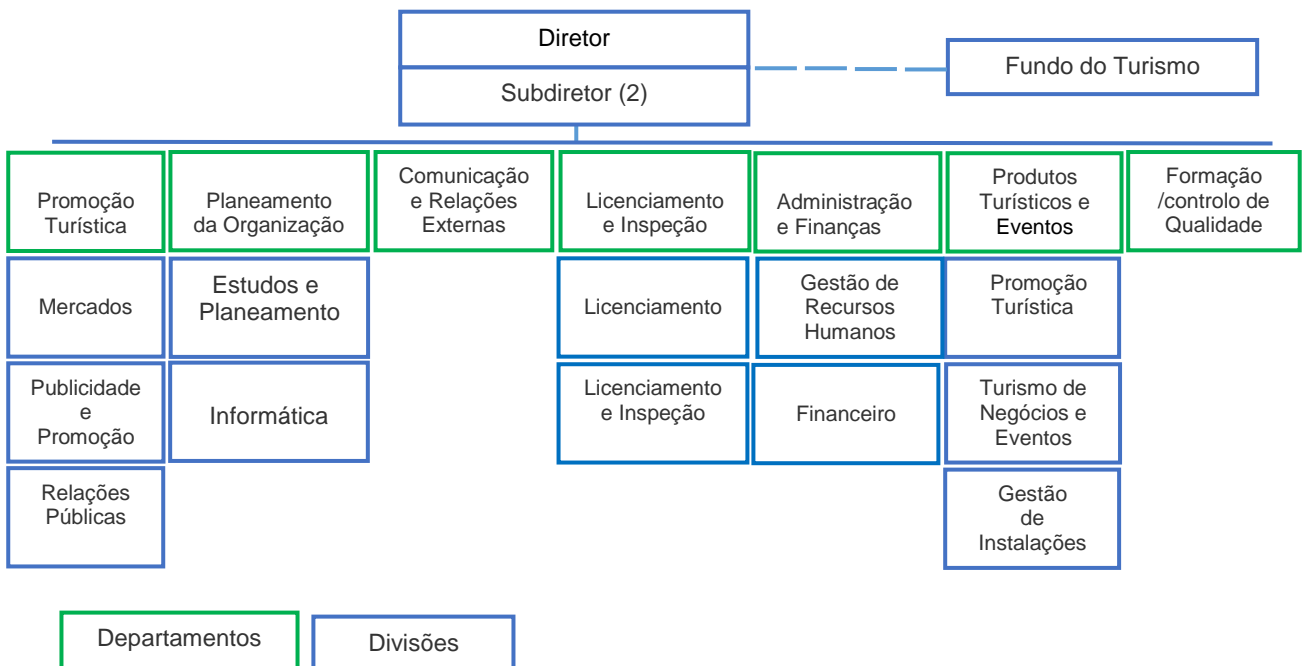 Diretor
Subdiretor (2)
Fundo do Turismo
Promoção
Turística
Planeamento
da Organização
Comunicação
e Relações
Externas
Licenciamento
e Inspeção
Administração
e Finanças
Produtos
Turísticos e
Eventos
Formação
/controlo de
Qualidade
Mercados
Estudos e
Planeamento
Licenciamento
Gestão de
Recursos
Humanos
Promoção
Turística
Publicidade
e
Promoção
Informática
Licenciamento
e Inspeção
Financeiro
Turismo de
Negócios e
Eventos
Relações
Públicas
Gestão
de
Instalações
Departamentos
Divisões